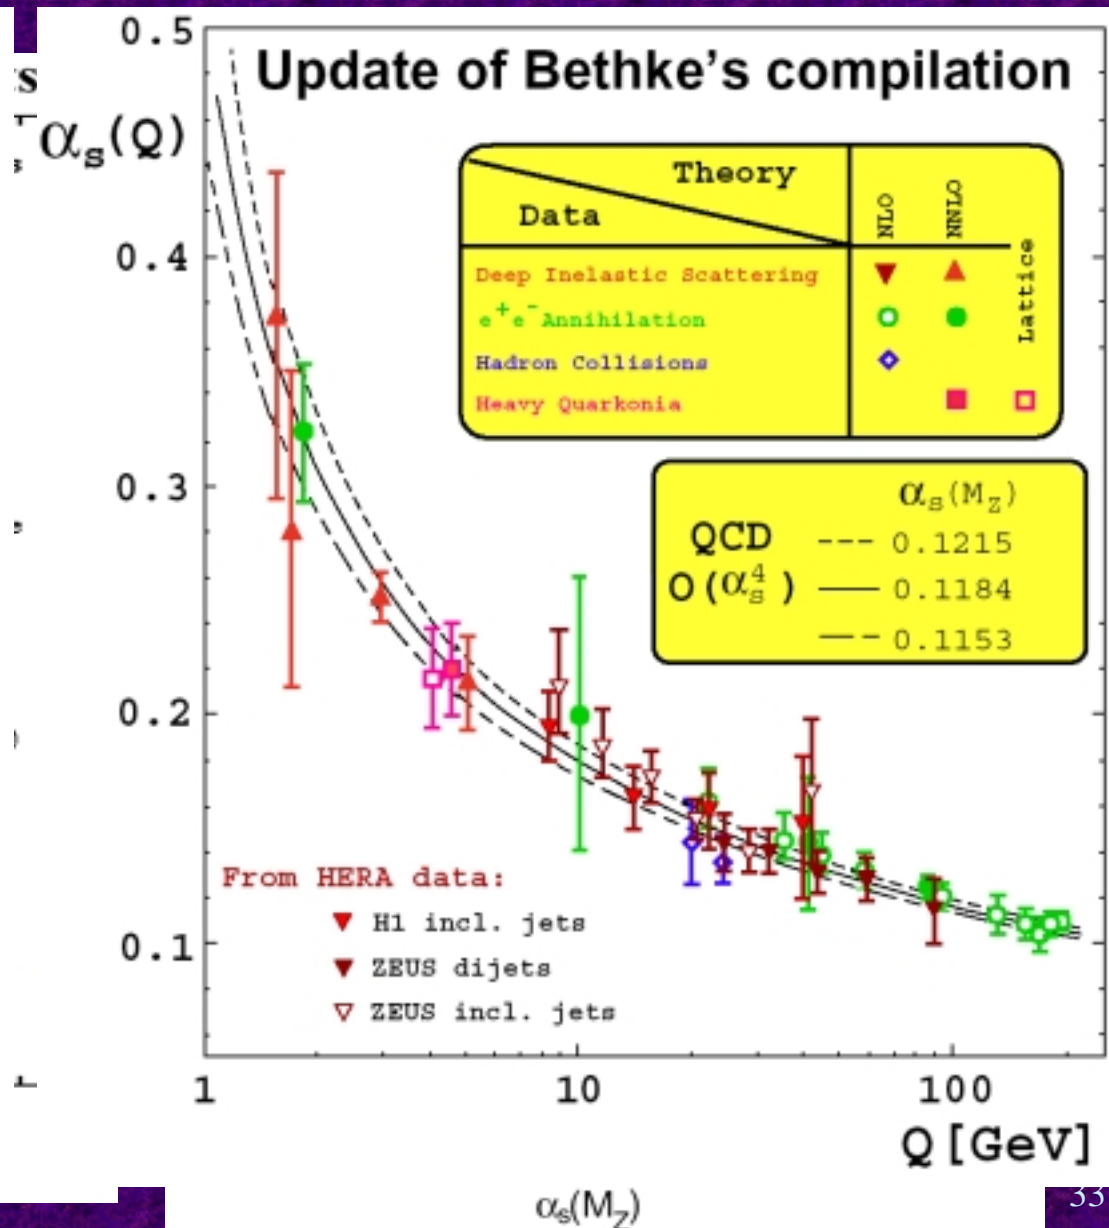 Update of Bethke's compilation
0.5
αs(Q)
0.4
0.3
0.2
0.1
Theory
Data
NLO
NNLO
Lattice
Deep Inelastic Scattering
e+e- Annihilation
Hadron Collisions
Heavy Quarkonia
αs(MZ)
QCD
O(αs^4)
0.1215
0.1184
0.1153
From HERA data:
H1 incl. jets
ZEUS dijets
ZEUS incl. jets
1 10 100
Q [GeV]
αs(MZ)
33